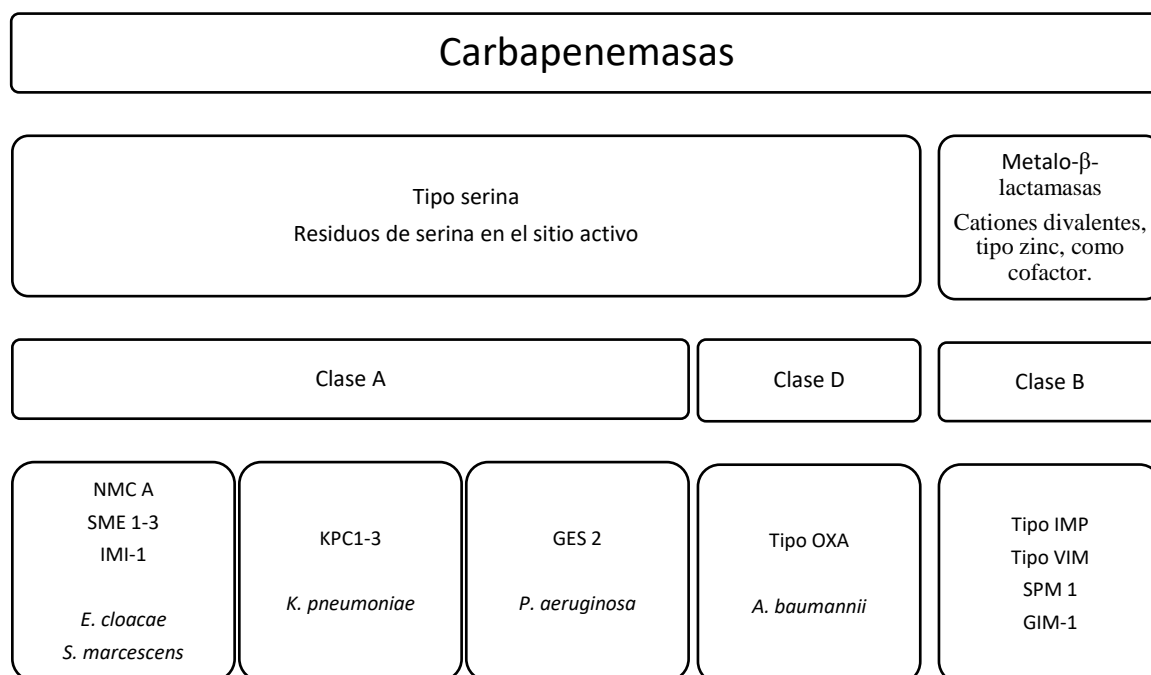 Carbapenemasas
Tipo serina
Residuos de serina en el sitio activo
Metalo-β-
lactamasas
Cationes divalentes,
tipo zinc, como
cofactor.
Clase A
Clase D
Clase B
NMC A
SME 1-3
IMI-1
E. cloacae
S. marcescens
KPC1-3
K. pneumoniae
GES 2
P. aeruginosa
Tipo OXA
A. baumannii
Tipo IMP
Tipo VIM
SPM 1
GIM-1